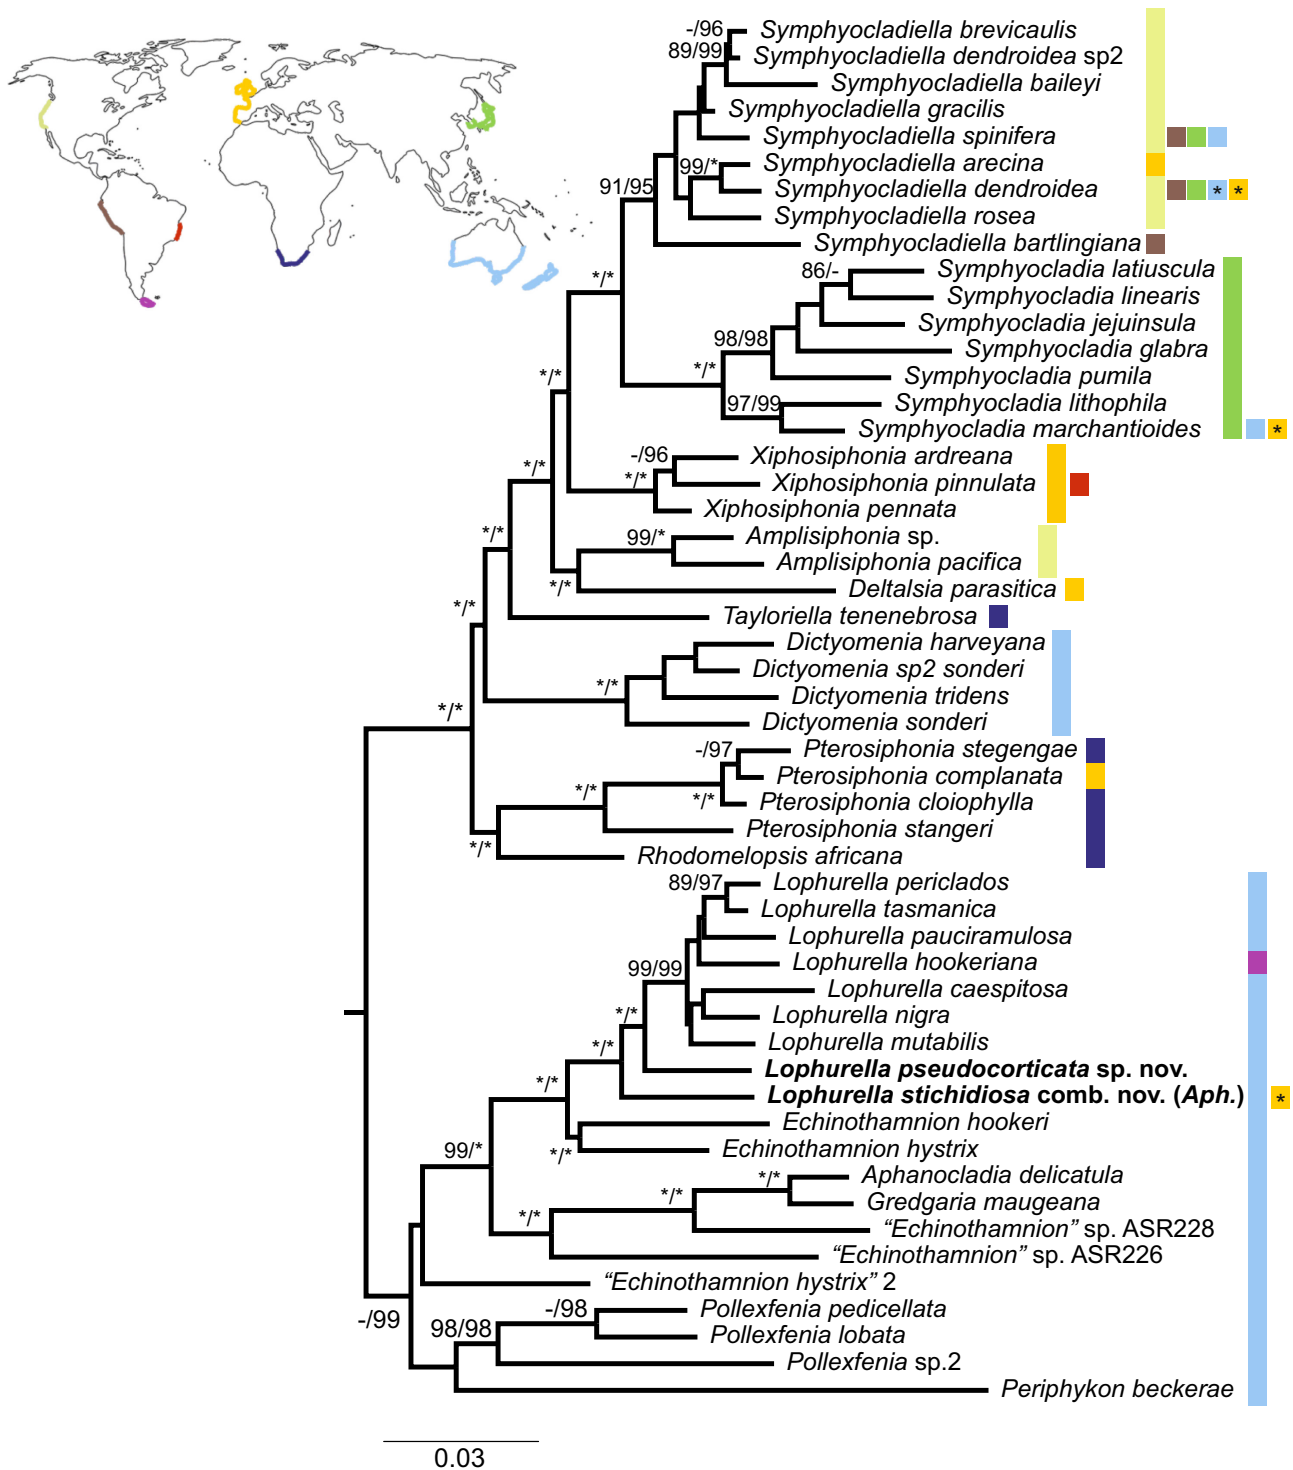 -/96 Symphyocladiella brevicaulis
89/99 Symphyocladiella dendroidea sp2
Symphyocladiella baileyi
Symphyocladiella gracilis
Symphyocladiella spinifera
99/* Symphyocladiella arecina
91/95 Symphyocladiella dendroidea * *
Symphyocladiella rosea
Symphyocladiella bartlingiana
*/* 86/- Symphyocladia latiuscula
Symphyocladia linearis
Symphyocladia jejuinsula
98/98 Symphyocladia glabra
*/* */* Symphyocladia pumila
97/99 Symphyocladia lithophila
Symphyocladia marchantioides *
-/96 Xiphosiphonia ardreana
*/* */* Xiphosiphonia pinnulata
Xiphosiphonia pennata
*/* 99/* Amplisiphonia sp.
Amplisiphonia pacifica
*/* Deltalsia parasitica
*/* Tayloriella tenenebrosa
Dictyomenia harveyana
Dictyomenia sp2 sonderi
*/* Dictyomenia tridens
*/* Dictyomenia sonderi
-/97 Pterosiphonia stegengae
Pterosiphonia complanata
*/* */* Pterosiphonia cloiophylla
Pterosiphonia stangeri
*/* Rhodomelopsis africana
89/97 Lophurella periclados
Lophurella tasmanica
Lophurella pauciramulosa
99/99 Lophurella hookeriana
Lophurella caespitosa
*/* Lophurella nigra
*/* Lophurella mutabilis
Lophurella pseudocorticata sp. nov.
*/* Lophurella stichidiosa comb. nov. (Aph.) *
Echinothamnion hookeri
99/* */* Echinothamnion hystrix
*/* Aphanocladia delicatula
*/* Gredgaria maugeana
*/* “Echinothamnion” sp. ASR228
“Echinothamnion” sp. ASR226
“Echinothamnion hystrix” 2
-/99 -/98 Pollexfenia pedicellata
98/98 Pollexfenia lobata
Pollexfenia sp.2
Periphykon beckerae
0.03